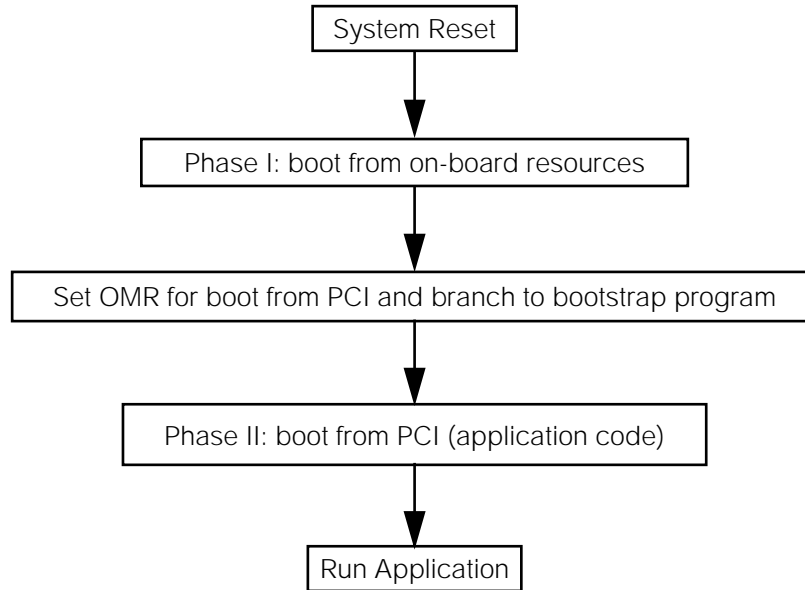 System Reset
Phase I: boot from on-board resources
Set OMR for boot from PCI and branch to bootstrap program
Phase II: boot from PCI (application code)
Run Application